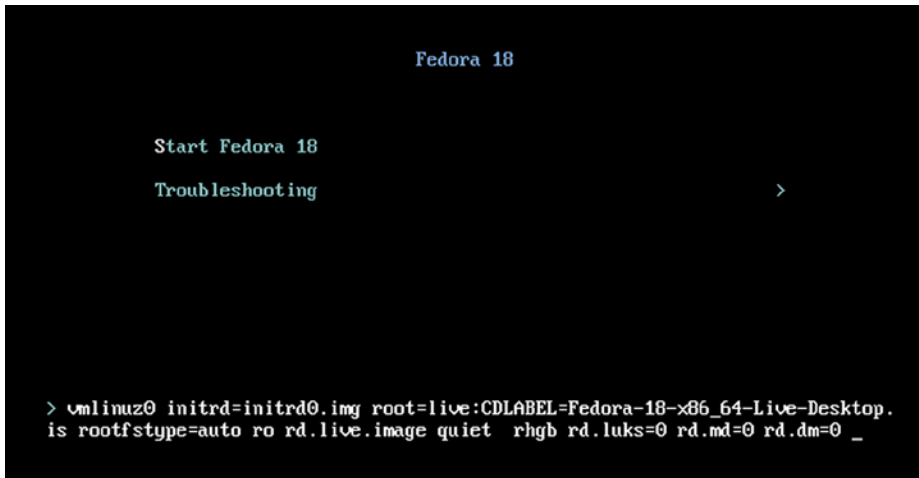 Fedora 18
Start Fedora 18
Troubleshooting >
> vmlinuz0 initrd=initrd0.img root=live:CDLABEL=Fedora-18-x86_64-Live-Desktop.
is rootfstype=auto ro rd.live.image quiet  rhgb rd.luks=0 rd.md=0 rd.dm=0 _